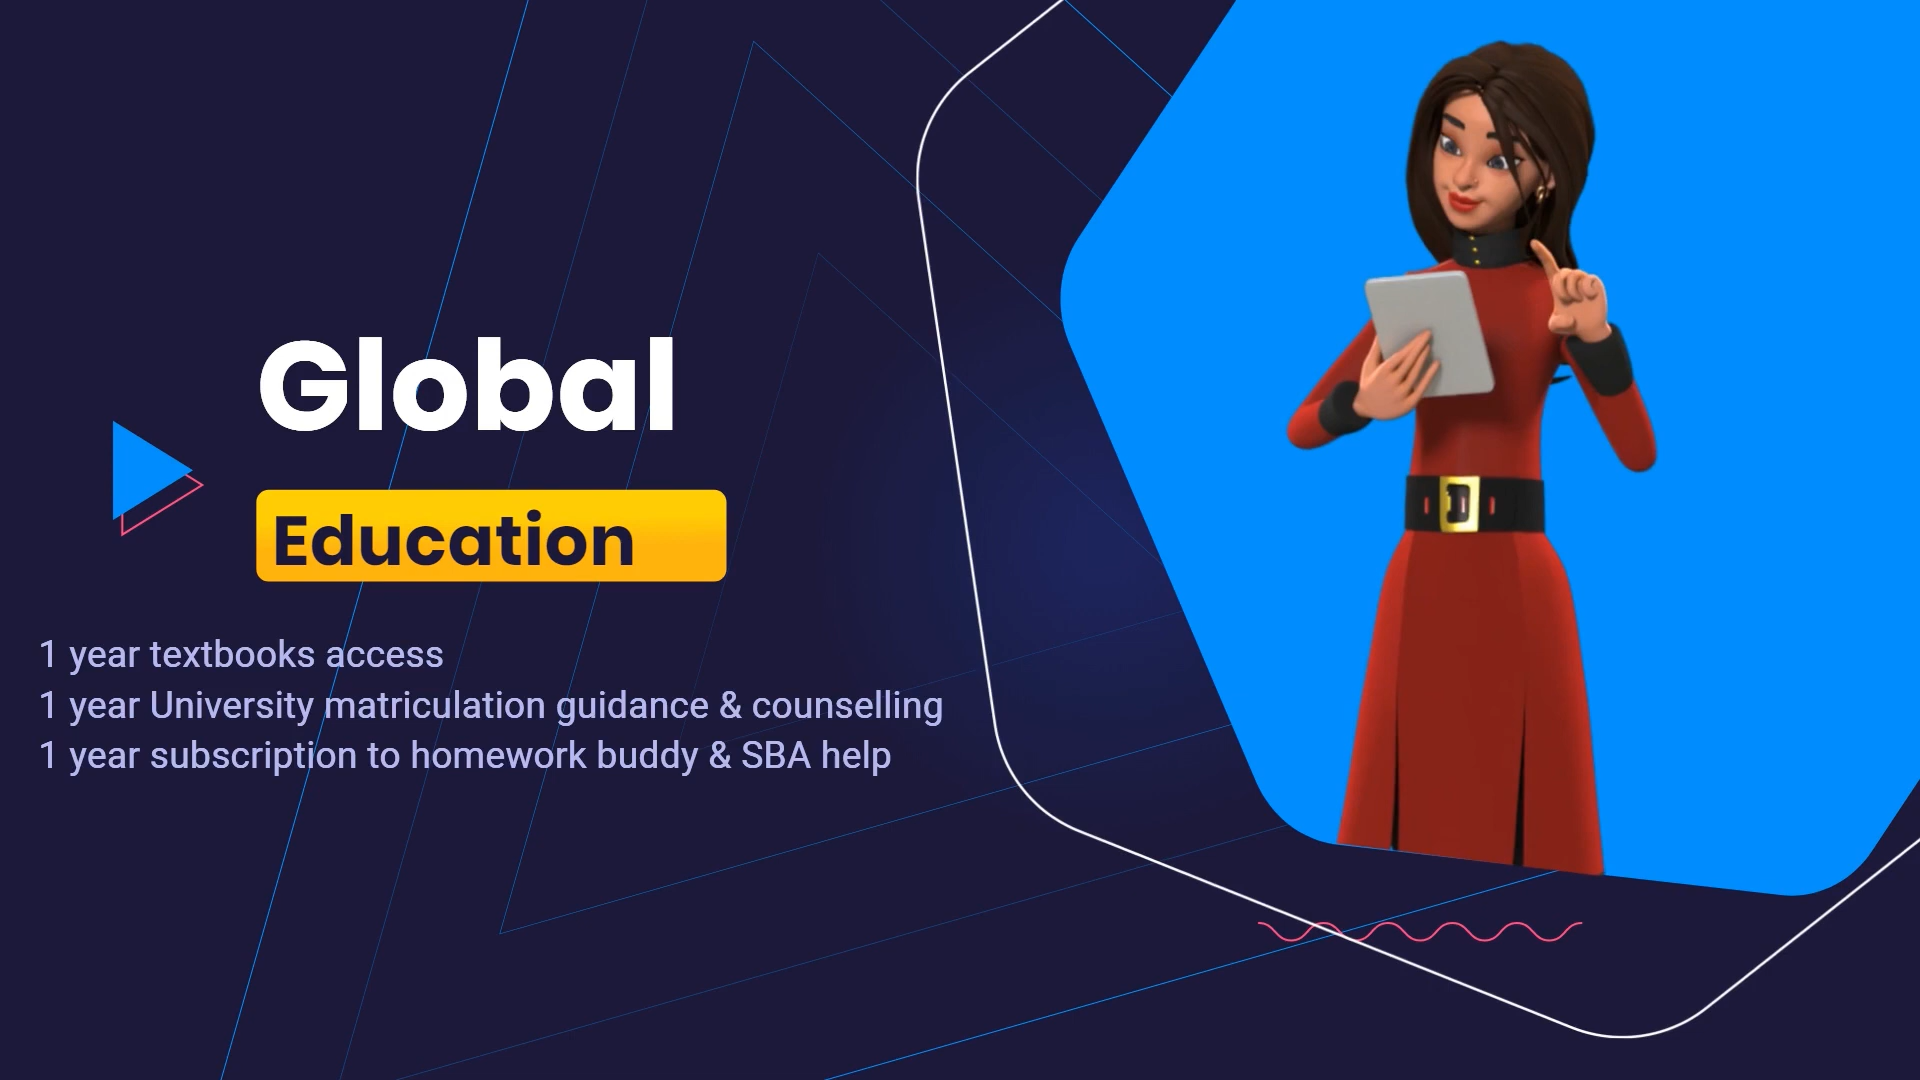 Global
Education
1 year textbooks access
1 year University matriculation guidance & counselling
1 year subscription to homework buddy & SBA help